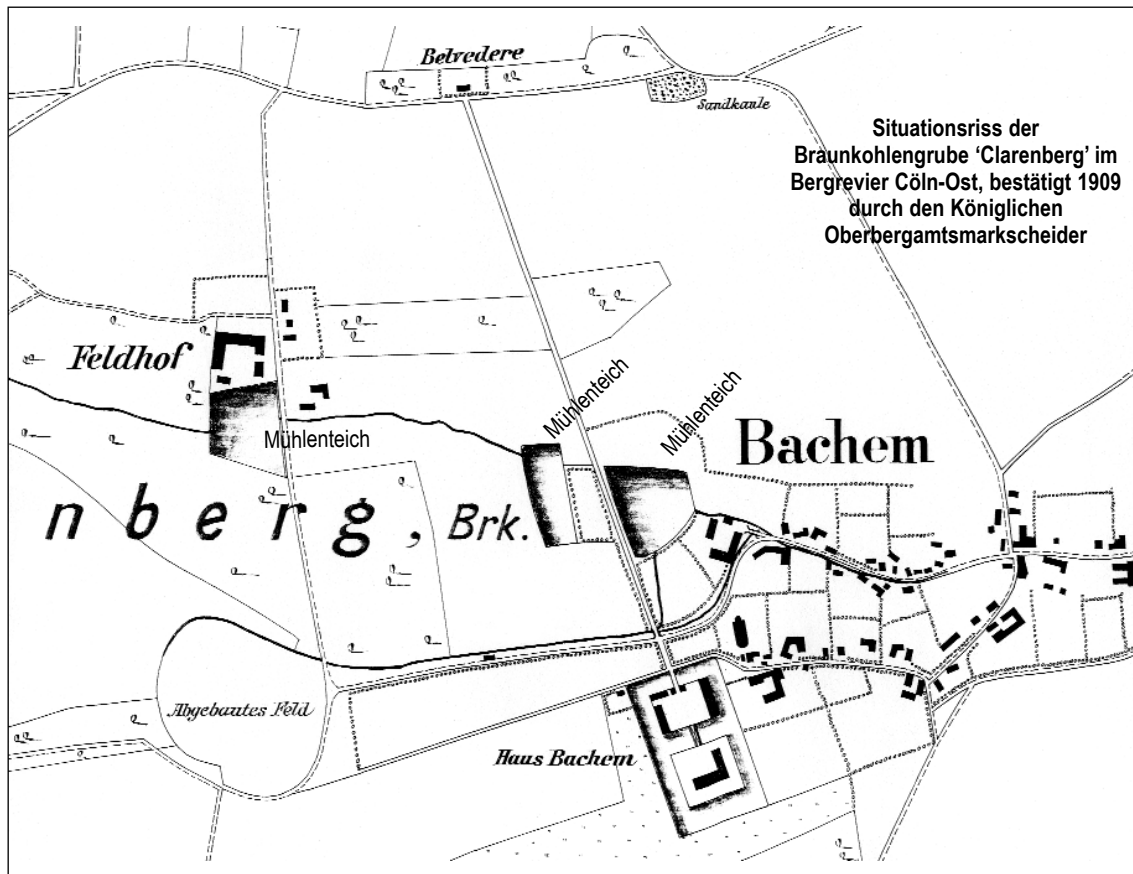 Belvedere
Sandkaule
Situationsriss der
Braunkohlengrube ‘Clarenberg’ im
Bergrevier Cöln-Ost, bestätigt 1909
durch den Königlichen
Oberbergamtsmarkscheider
Feldhof
Mühlenteich
Mühlenteich
Mühlenteich
Bachem
nberg, Brk.
Abgebautes Feld
Haus Bachem